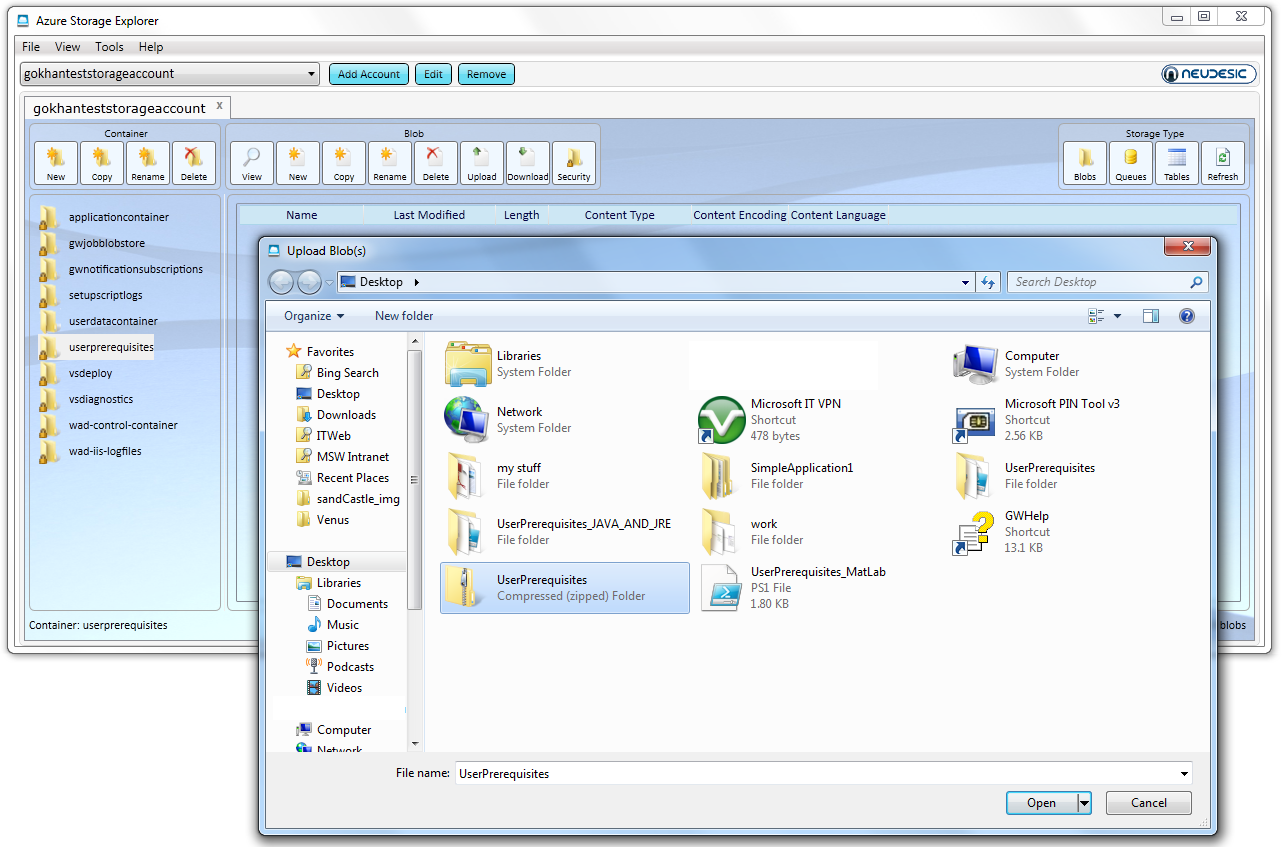 Azure Storage Explorer
File View Tools Help
gokhanteststorageaccount Add Account Edit Remove NEUDESIC
gokhanteststorageaccount x
Container Blob Storage Type
New Copy Rename Delete View New Copy Rename Delete Upload Download Security Blobs Queues Tables Refresh
applicationcontainer
gwjobblobstore
gwnotificationsubscriptions
setupscriptlogs
userdatacontainer
userprerequisites
vsdeploy
vsdiagnostics
wad-control-container
wad-iis-logfiles
Container: userprerequisites
Name Last Modified Length Content Type Content Encoding Content Language
blobs
Upload Blob(s)
Desktop Search Desktop
Organize New folder
Favorites
Bing Search
Desktop
Downloads
ITWeb
MSW Intranet
Recent Places
sandCastle_img
Venus
Desktop
Libraries
Documents
Music
Pictures
Podcasts
Videos
Computer
Network
Libraries
System Folder
Computer
System Folder
Network
System Folder
Microsoft IT VPN
Shortcut
478 bytes
Microsoft PIN Tool v3
Shortcut
2.56 KB
my stuff
File folder
SimpleApplication1
File folder
UserPrerequisites
File folder
UserPrerequisites_JAVA_AND_JRE
File folder
work
File folder
GWHelp
Shortcut
13.1 KB
UserPrerequisites
Compressed (zipped) Folder
UserPrerequisites_MatLab
PS1 File
1.80 KB
File name: UserPrerequisites
Open Cancel